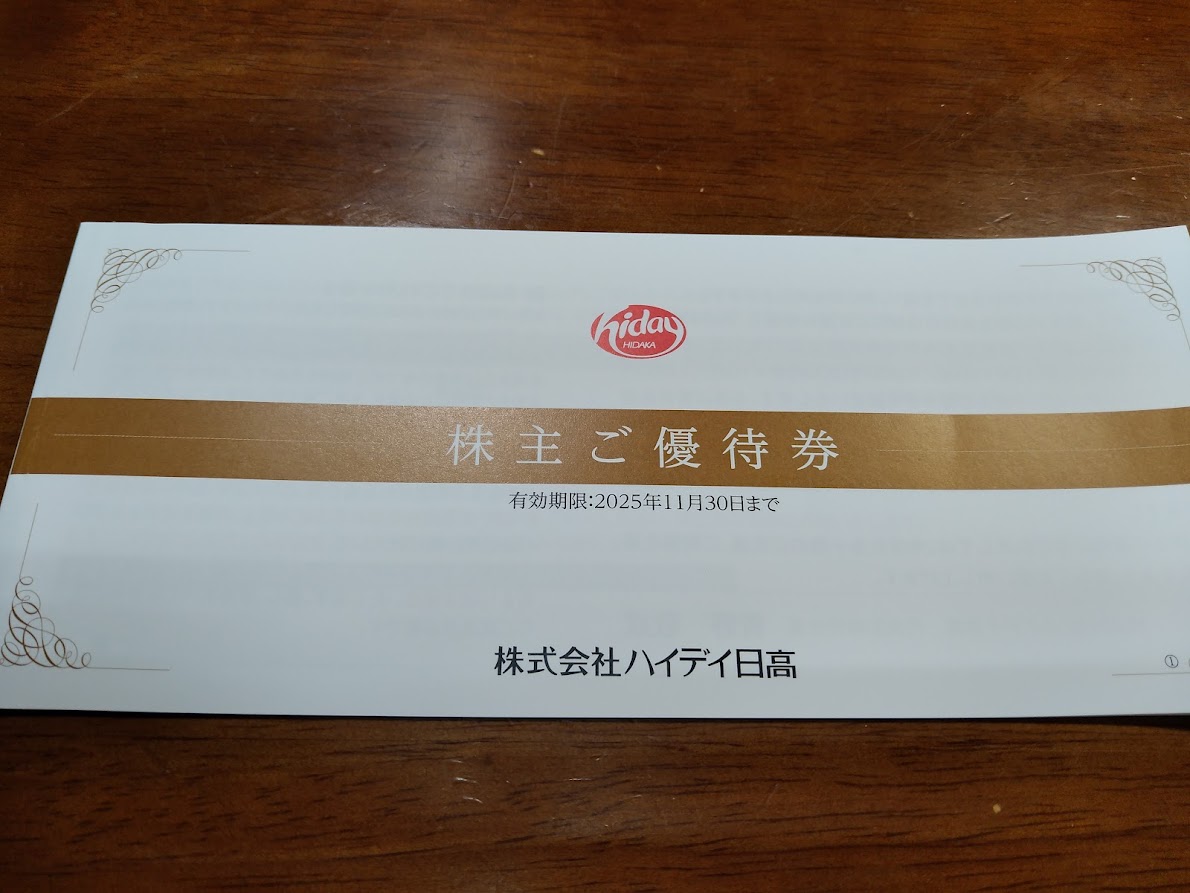 hiday
HIDAKA
株主ご優待券
有効期限:2025年11月30日まで
株式会社ハイデイ日高
①